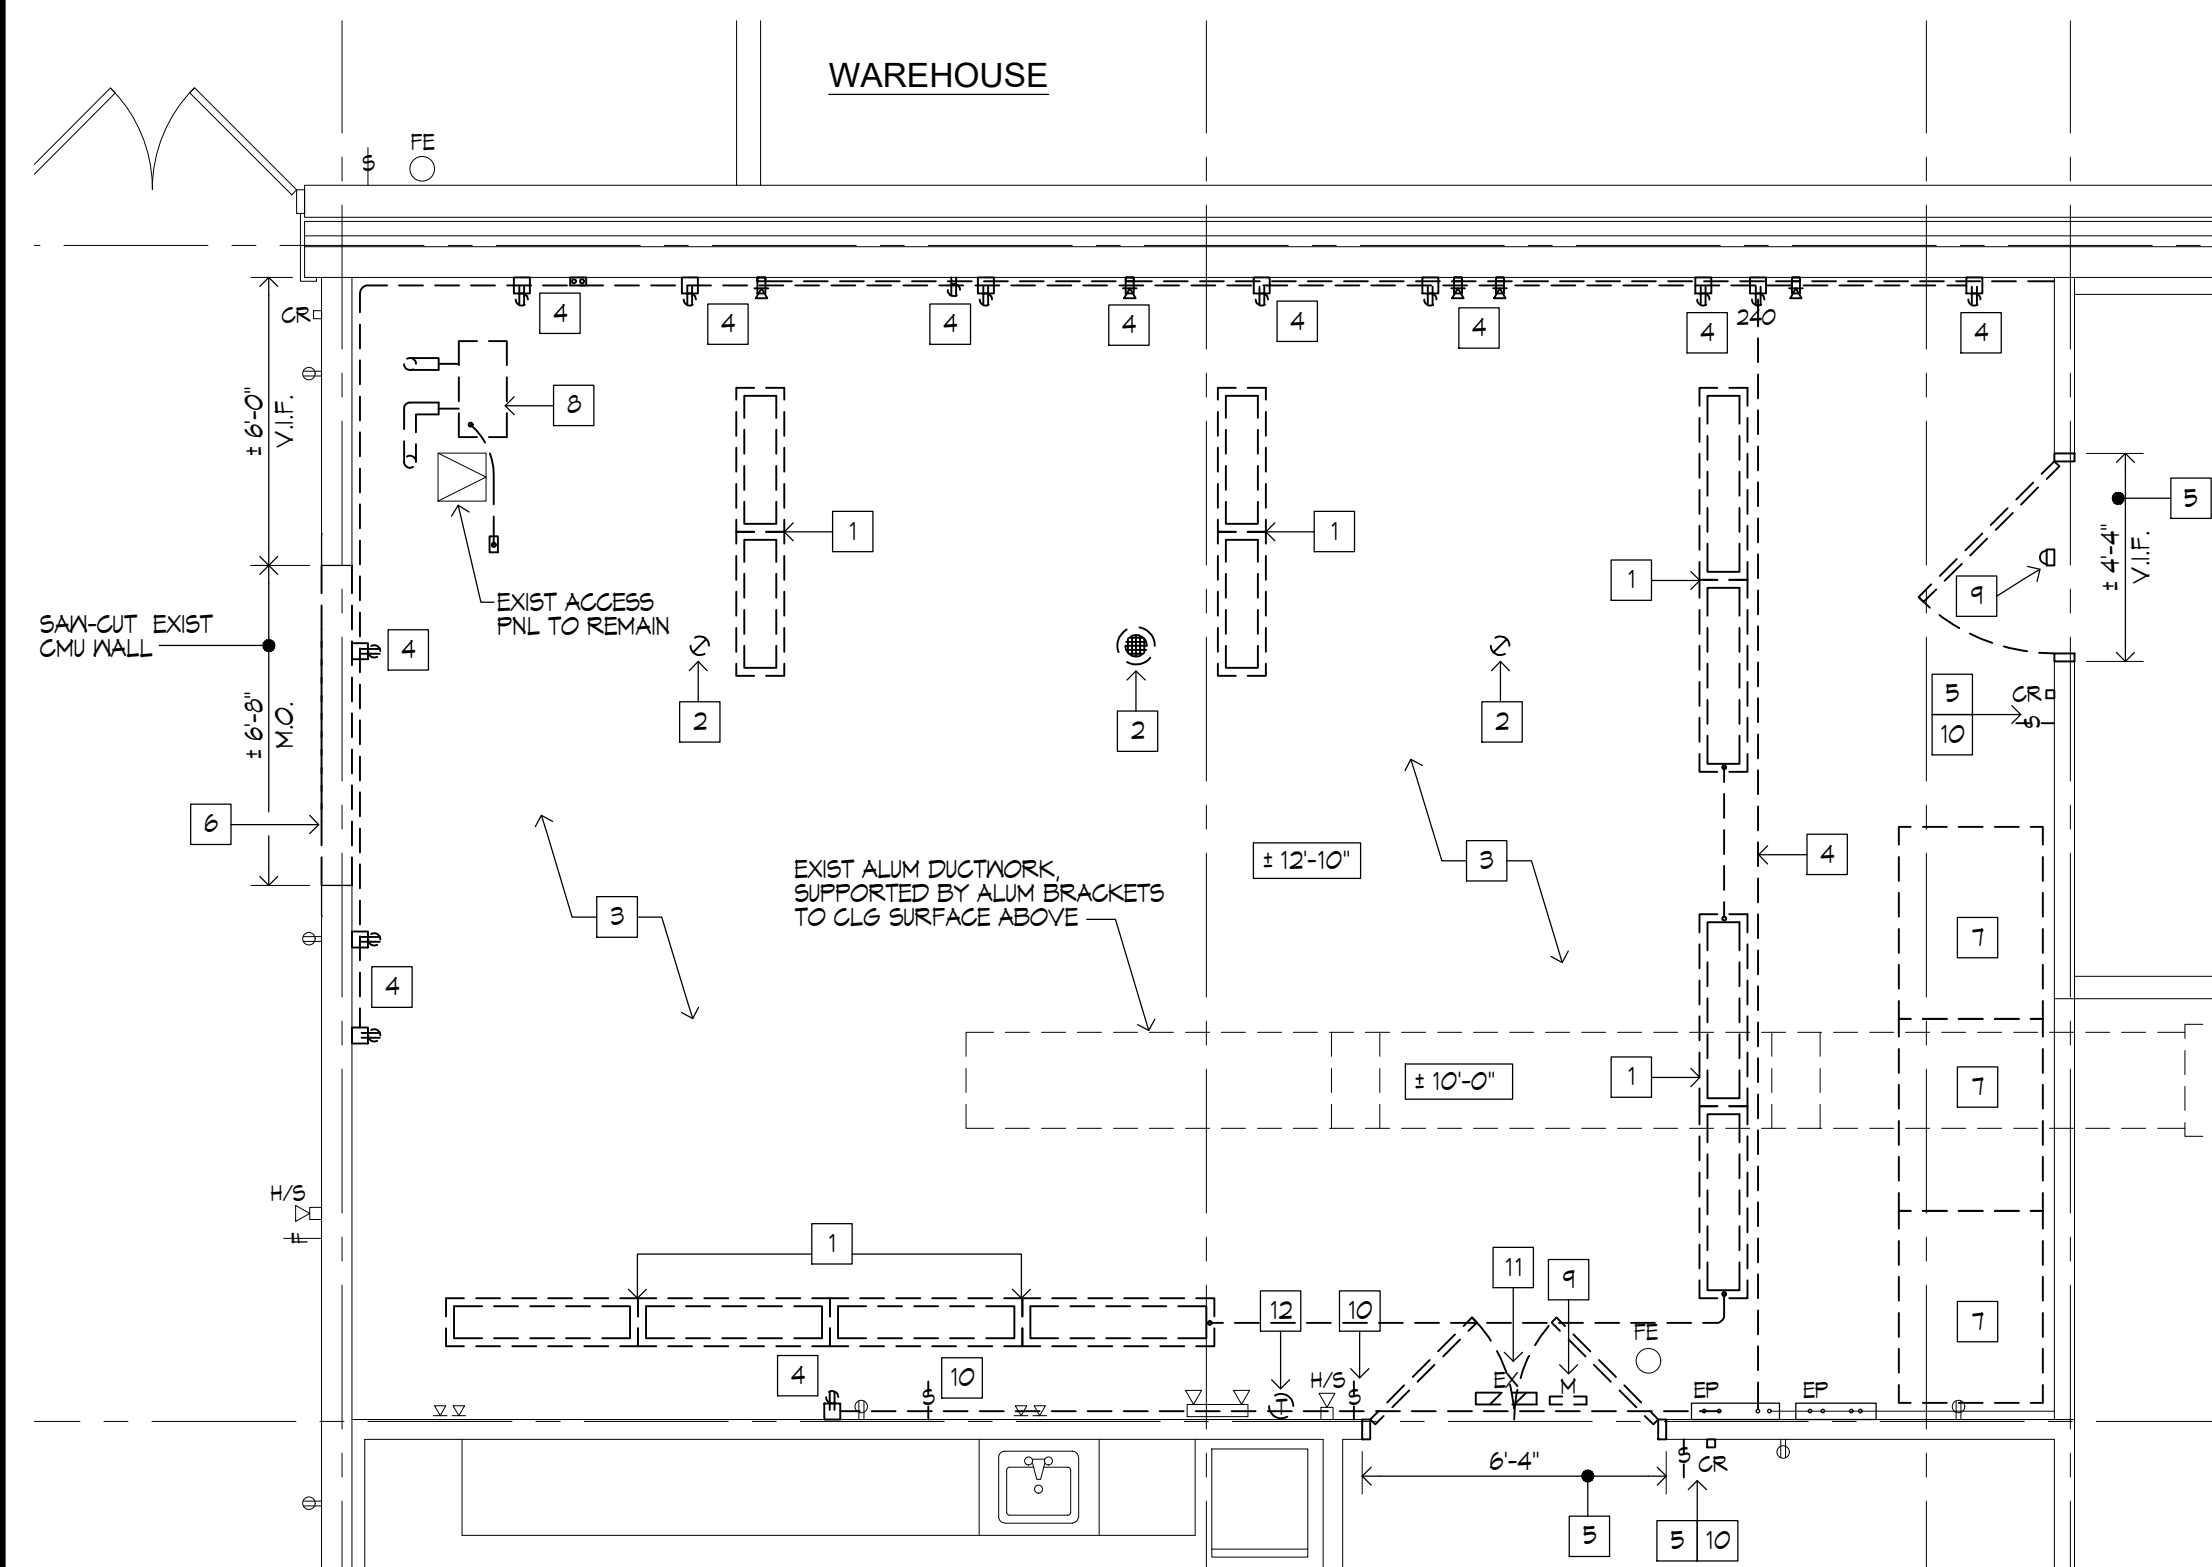 WAREHOUSE
FE
S
CR
4
4
4
4
4
4
4
240
4
± 6'-0"
V.I.F.
8
1
1
1
5
± 4'-4"
V.I.F.
9
EXIST ACCESS
PNL TO REMAIN
SAW-CUT EXIST
CMU WALL
4
2
2
2
5
10
CR
S
± 6'-8"
M.O.
6
3
EXIST ALUM DUCTWORK,
SUPPORTED BY ALUM BRACKETS
TO CLG SURFACE ABOVE
± 12'-10"
3
4
7
4
± 10'-0"
1
7
H/S
F
1
11
9
12
10
FE
7
4
10
S
T
H/S
S
EX
M
EP
EP
6'-4"
S
CR
5
5
10